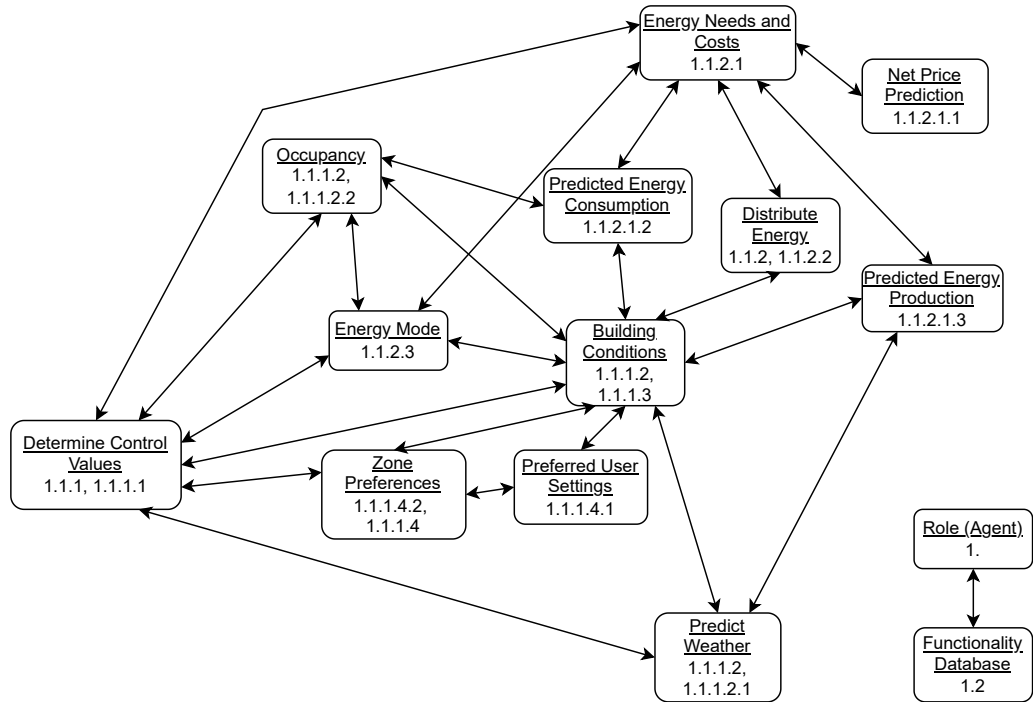 Energy Needs and
Costs
1.1.2.1
Net Price
Prediction
1.1.2.1.1
Occupancy
1.1.1.2,
1.1.1.2.2
Predicted Energy
Consumption
1.1.2.1.2
Distribute
Energy
1.1.2, 1.1.2.2
Predicted Energy
Production
1.1.2.1.3
Energy Mode
1.1.2.3
Building
Conditions
1.1.1.2,
1.1.1.3
Determine Control
Values
1.1.1, 1.1.1.1
Zone
Preferences
1.1.1.4.2,
1.1.1.4
Preferred User
Settings
1.1.1.4.1
Role (Agent)
1.
Predict
Weather
1.1.1.2,
1.1.1.2.1
Functionality
Database
1.2